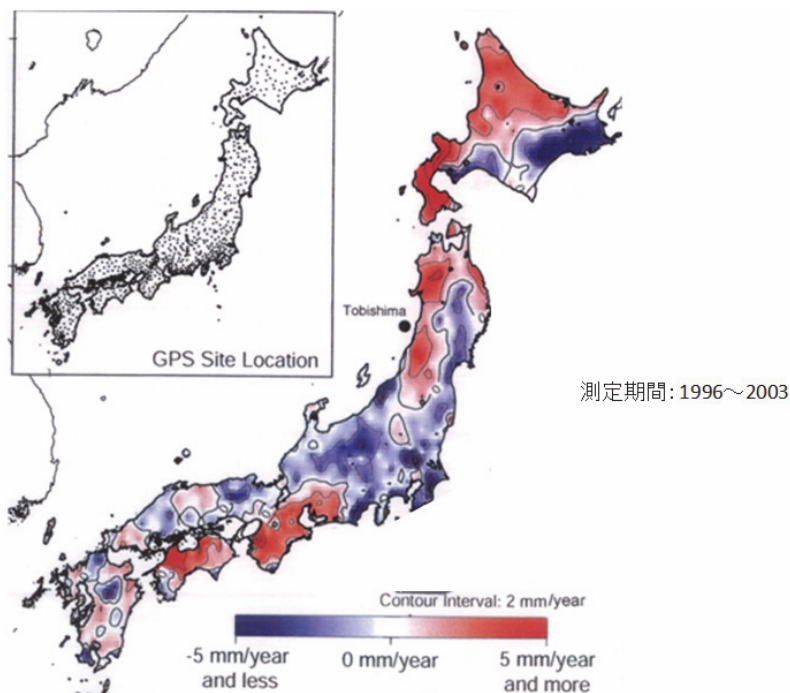 GPS Site Location
Tobishima
測定期間：1996～2003
Contour Interval: 2 mm/year
-5 mm/year
and less
0 mm/year
5 mm/year
and more